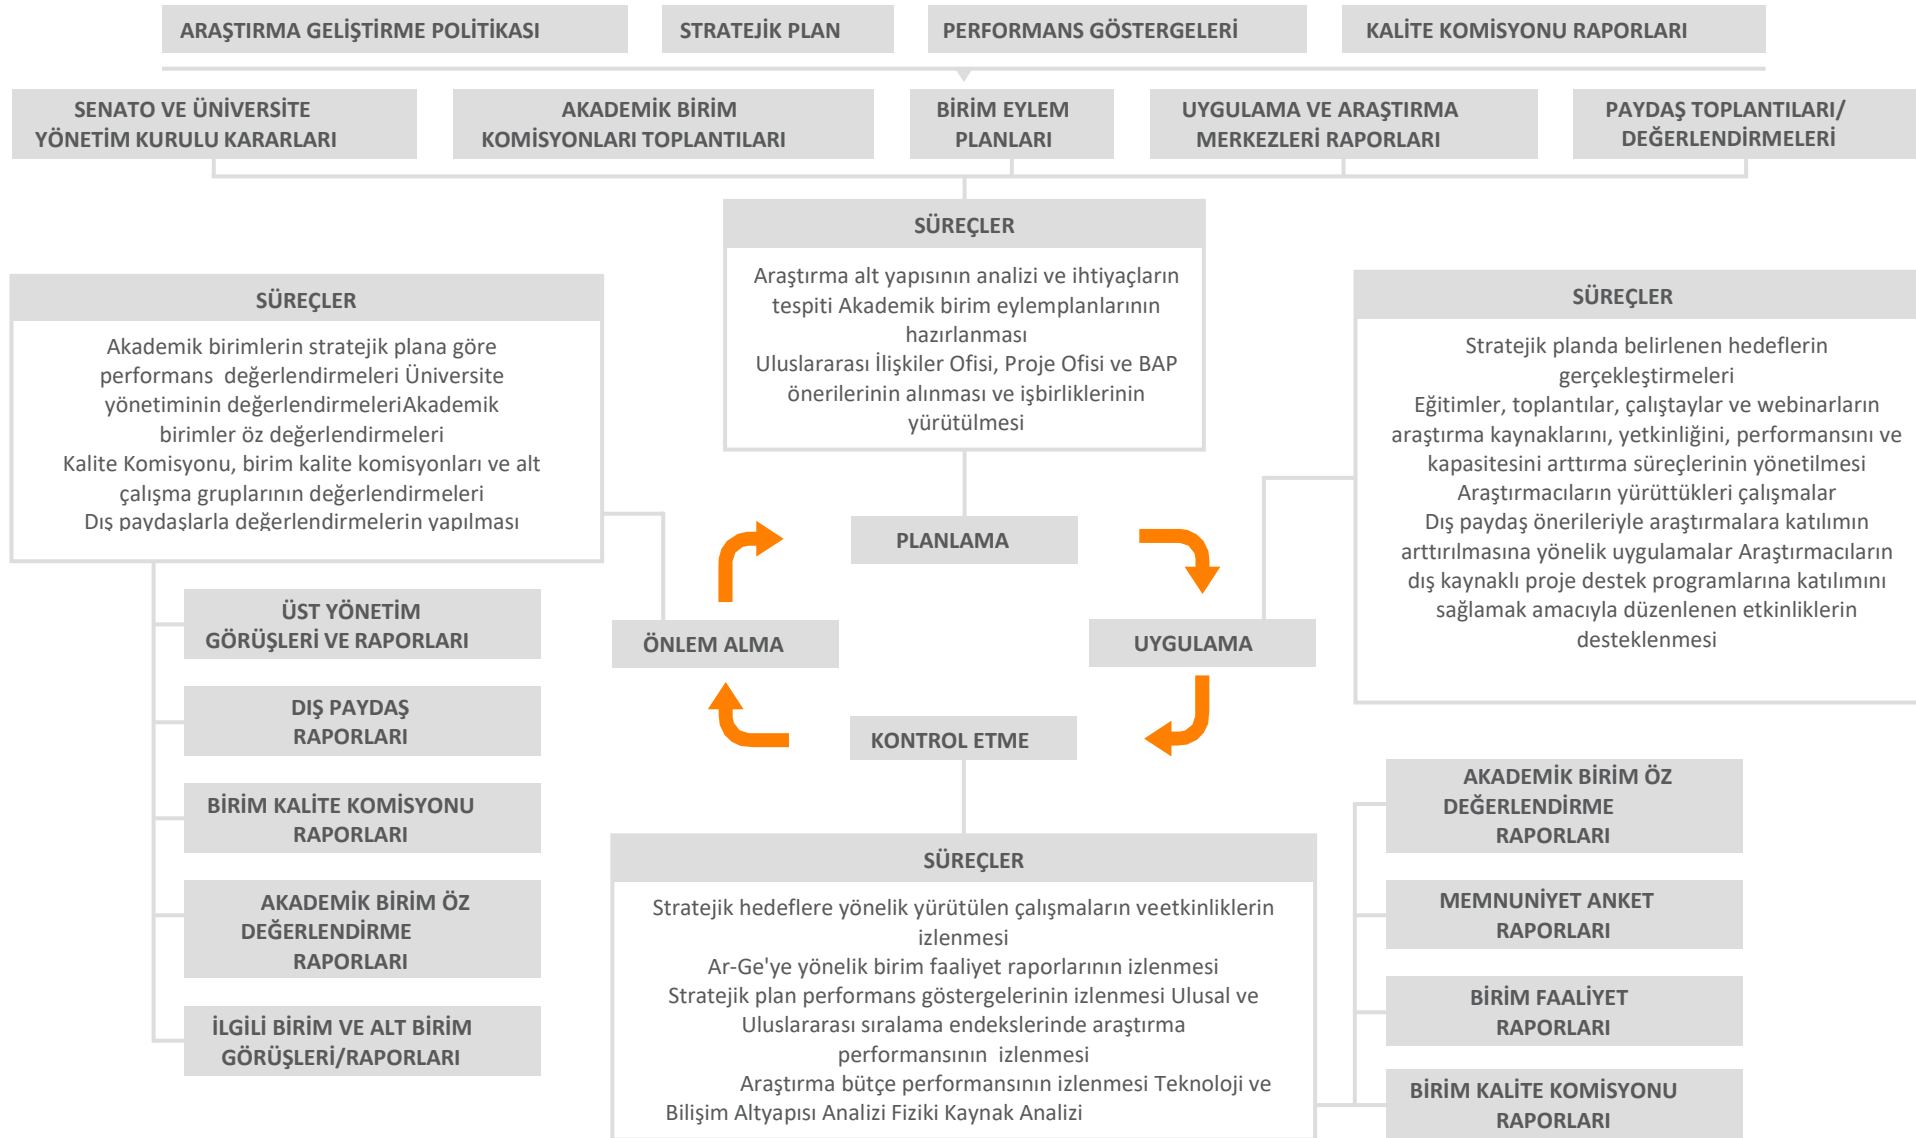 ARAŞTIRMA GELİŞTİRME POLİTİKASI
STRATEJİK PLAN
PERFORMANS GÖSTERGELERİ
KALİTE KOMİSYONU RAPORLARI
SENATO VE ÜNİVERSİTE
YÖNETİM KURULU KARARLARI
AKADEMİK BİRİM
KOMİSYONLARI TOPLANTILARI
BİRİM EYLEM
PLANLARI
UYGULAMA VE ARAŞTIRMA
MERKEZLERİ RAPORLARI
PAYDAŞ TOPLANTILARI/
DEĞERLENDİRMELERİ
SÜREÇLER
Araştırma alt yapısının analizi ve ihtiyaçların
tespiti Akademik birim eylemplanlarının
hazırlanması
Uluslararası İlişkiler Ofisi, Proje Ofisi ve BAP
önerilerinin alınması ve işbirliklerinin
yürütülmesi
SÜREÇLER
Akademik birimlerin stratejik plana göre
performans değerlendirmeleri Üniversite
yönetiminin değerlendirmeleriAkademik
birimler öz değerlendirmeleri
Kalite Komisyonu, birim kalite komisyonları ve alt
çalışma gruplarının değerlendirmeleri
Dış paydaşlarla değerlendirmelerin yapılması
SÜREÇLER
Stratejik planda belirlenen hedeflerin
gerçekleştirmeleri
Eğitimler, toplantılar, çalıştaylar ve webinarların
araştırma kaynaklarını, yetkinliğini, performansını ve
kapasitesini arttırma süreçlerinin yönetilmesi
Araştırmacıların yürüttükleri çalışmalar
Dış paydaş önerileriyle araştırmalara katılımın
arttırılmasına yönelik uygulamalar Araştırmacıların
dış kaynaklı proje destek programlarına katılımını
sağlamak amacıyla düzenlenen etkinliklerin
desteklenmesi
PLANLAMA
ÖNLEM ALMA
UYGULAMA
KONTROL ETME
ÜST YÖNETİM
GÖRÜŞLERİ VE RAPORLARI
DIŞ PAYDAŞ
RAPORLARI
BİRİM KALİTE KOMİSYONU
RAPORLARI
AKADEMİK BİRİM ÖZ
DEĞERLENDİRME
RAPORLARI
İLGİLİ BİRİM VE ALT BİRİM
GÖRÜŞLERİ/RAPORLARI
SÜREÇLER
Stratejik hedeflere yönelik yürütülen çalışmaların veetkinliklerin
izlenmesi
Ar-Ge'ye yönelik birim faaliyet raporlarının izlenmesi
Stratejik plan performans göstergelerinin izlenmesi Ulusal ve
Uluslararası sıralama endekslerinde araştırma
performansının izlenmesi
Araştırma bütçe performansının izlenmesi Teknoloji ve
Bilişim Altyapısı Analizi Fiziki Kaynak Analizi
AKADEMİK BİRİM ÖZ
DEĞERLENDİRME
RAPORLARI
MEMNUNİYET ANKET
RAPORLARI
BİRİM FAALİYET
RAPORLARI
BİRİM KALİTE KOMİSYONU
RAPORLARI